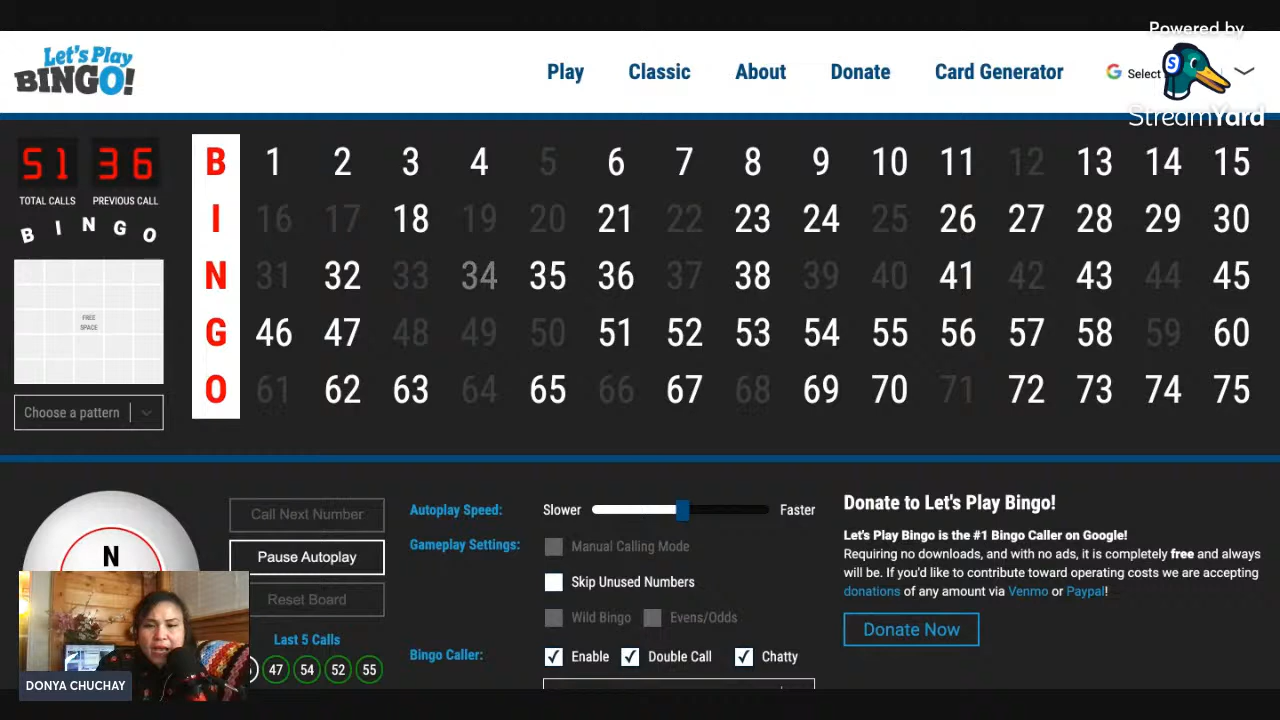 Powered by
Let's Play
BINGO!
Play Classic About Donate Card Generator
G Select
StreamYard
51 36
TOTAL CALLS PREVIOUS CALL
B I N G O
FREE
SPACE
Choose a pattern
B 1 2 3 4 5 6 7 8 9 10 11 12 13 14 15
I 16 17 18 19 20 21 22 23 24 25 26 27 28 29 30
N 31 32 33 34 35 36 37 38 39 40 41 42 43 44 45
G 46 47 48 49 50 51 52 53 54 55 56 57 58 59 60
O 61 62 63 64 65 66 67 68 69 70 71 72 73 74 75
N
DONYA CHUCHAY
Call Next Number
Pause Autoplay
Reset Board
Last 5 Calls
47 54 52 55
Autoplay Speed: Slower Faster
Gameplay Settings: Manual Calling Mode
Skip Unused Numbers
Wild Bingo Evens/Odds
Bingo Caller: Enable Double Call Chatty
Donate to Let's Play Bingo!
Let's Play Bingo is the #1 Bingo Caller on Google!
Requiring no downloads, and with no ads, it is completely free and always
will be. If you'd like to contribute toward operating costs we are accepting
donations of any amount via Venmo or Paypal!
Donate Now